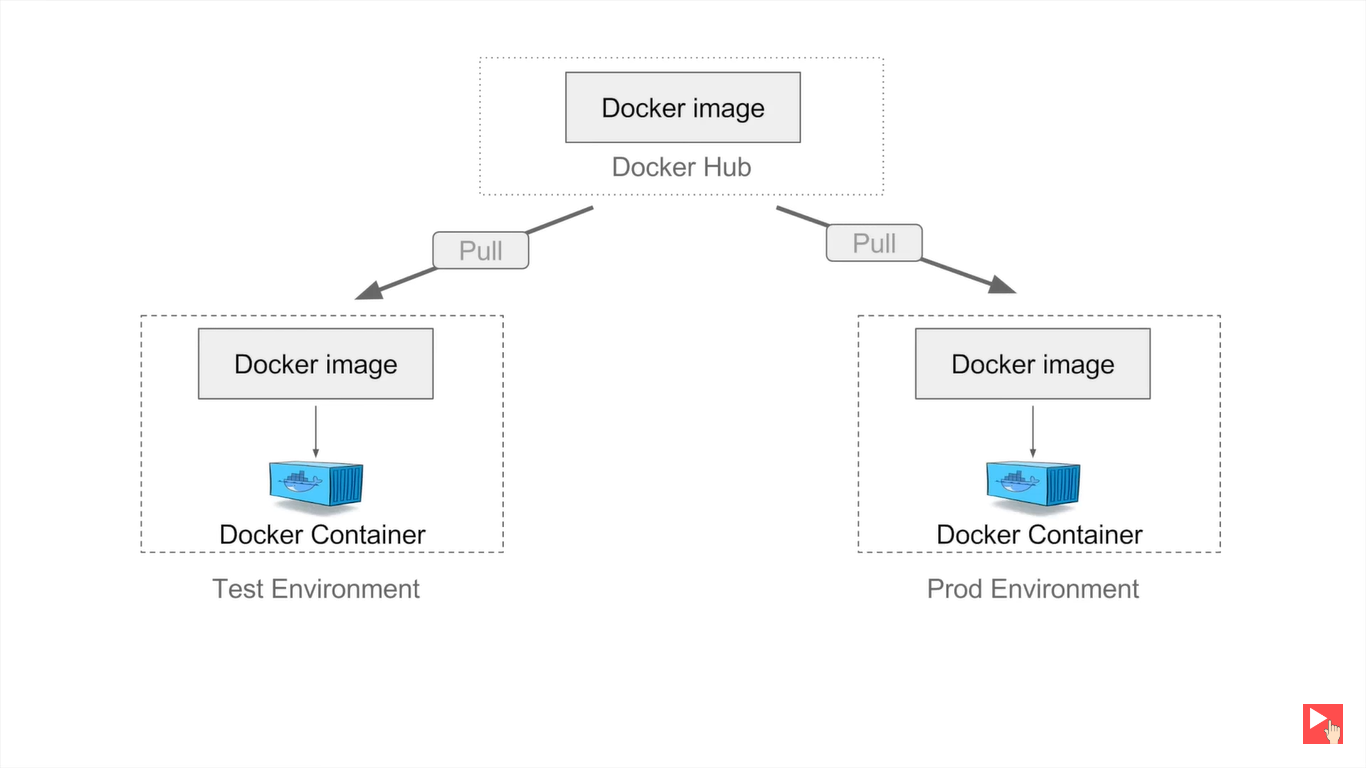 Docker image
Docker Hub
Pull
Pull
Docker image
Docker image
Docker Container
Docker Container
Test Environment
Prod Environment